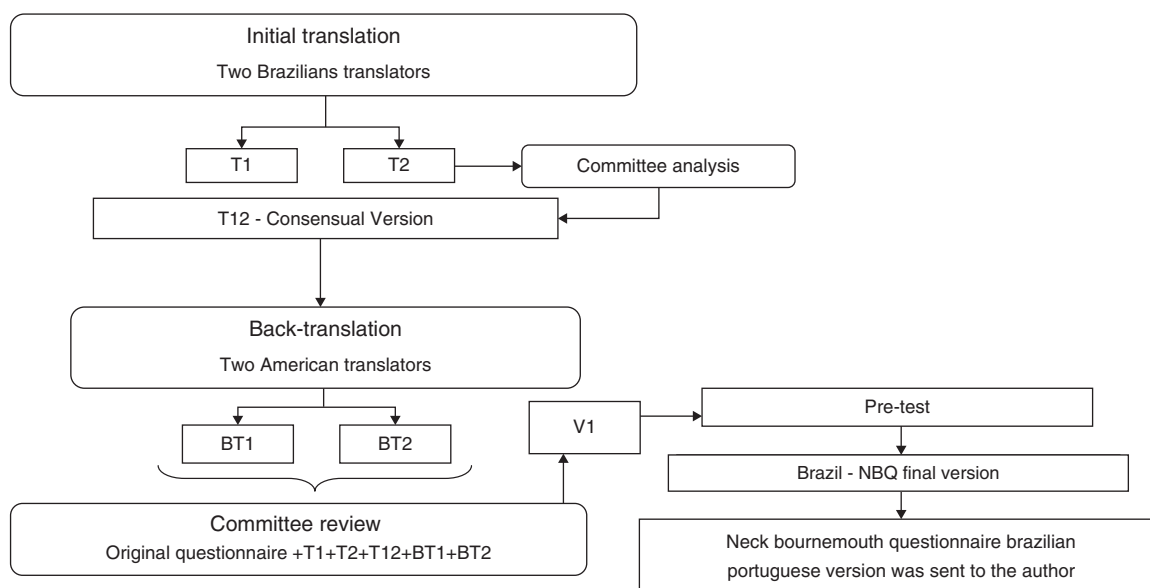 Initial translation
Two Brazilians translators
T1
T2
Committee analysis
T12 - Consensual Version
Back-translation
Two American translators
BT1
BT2
Committee review
Original questionnaire +T1+T2+T12+BT1+BT2
V1
Pre-test
Brazil - NBQ final version
Neck bournemouth questionnaire brazilian
portuguese version was sent to the author